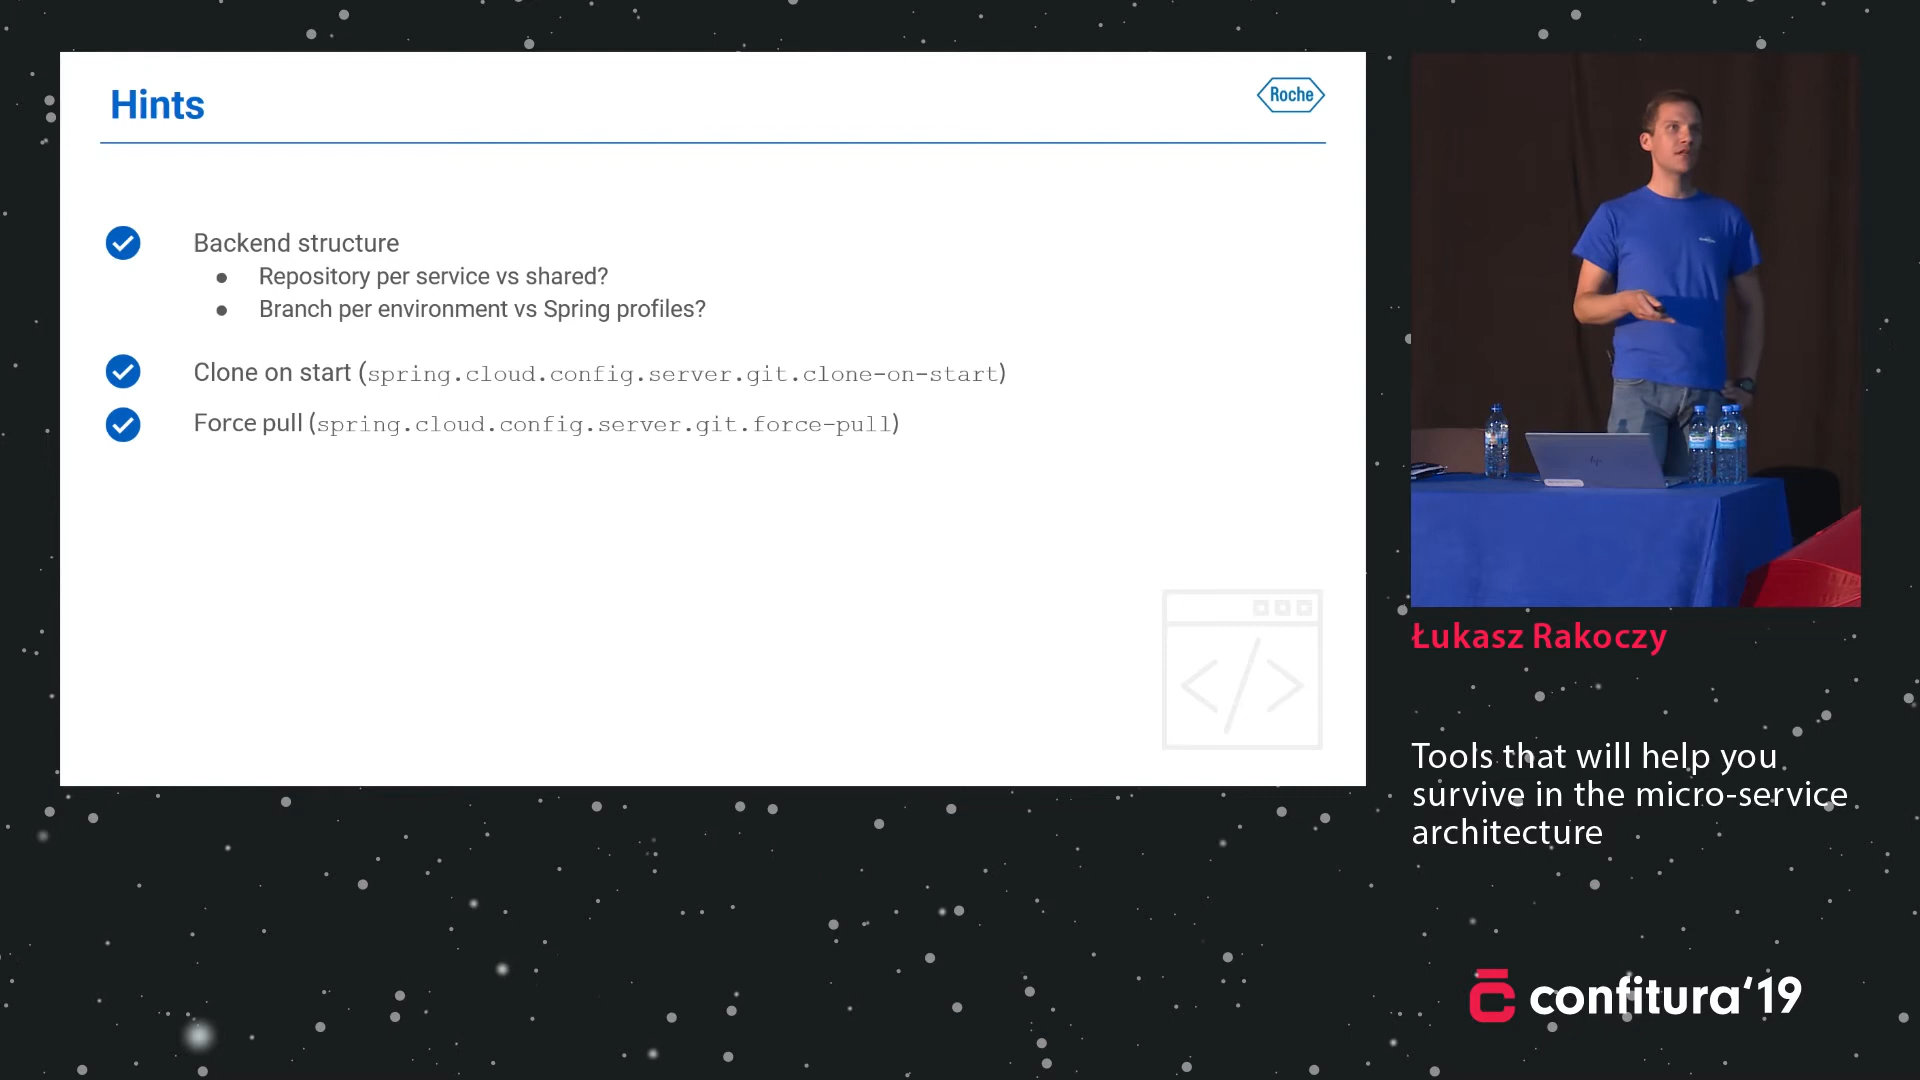 Hints
Roche
Backend structure
Repository per service vs shared?
Branch per environment vs Spring profiles?
Clone on start (spring.cloud.config.server.git.clone-on-start)
Force pull (spring.cloud.config.server.git.force-pull)
Łukasz Rakoczy
Tools that will help you
survive in the micro-service
architecture
confitura‘19